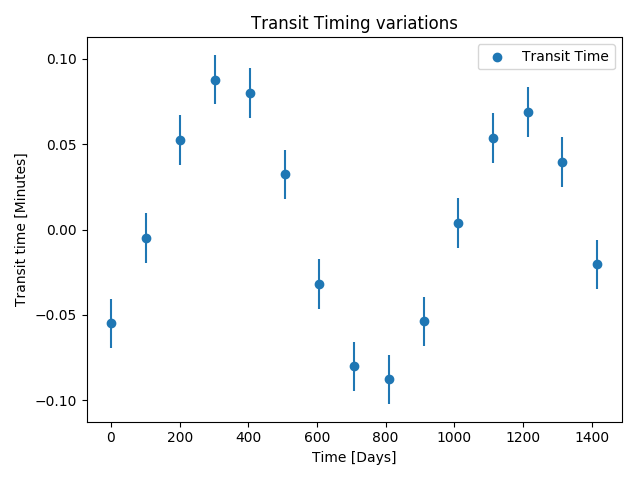 Transit Timing variations
Transit Time
Transit time [Minutes]
0.10
0.05
0.00
−0.05
−0.10
0 200 400 600 800 1000 1200 1400
Time [Days]